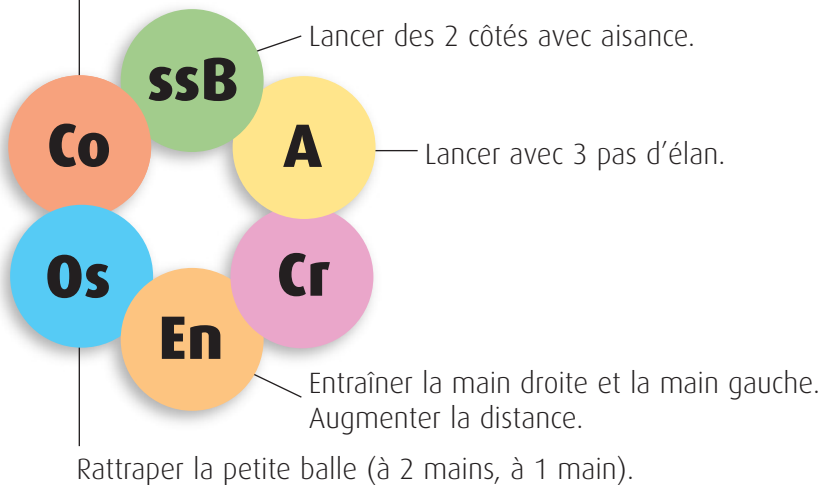 Lancer des 2 côtés avec aisance.
ssB
Co
A
Lancer avec 3 pas d'élan.
Os
Cr
En
Entraîner la main droite et la main gauche.
Augmenter la distance.
Rattraper la petite balle (à 2 mains, à 1 main).